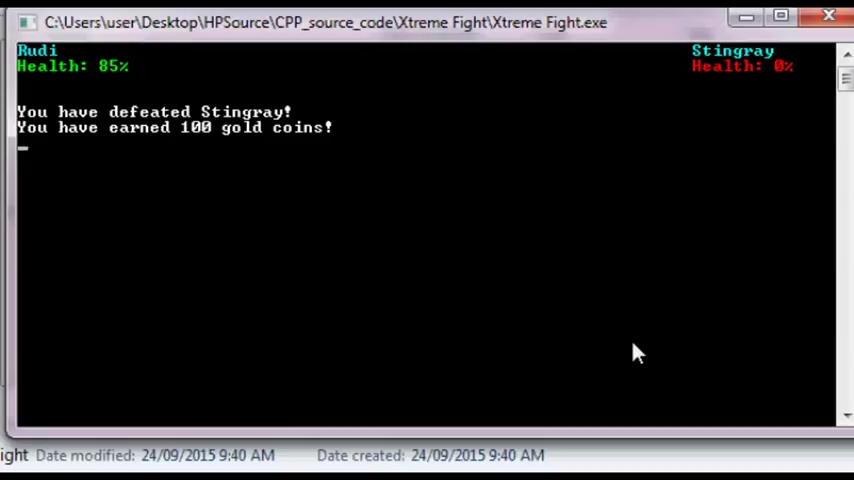 C:\Users\user\Desktop\HPSource\CPP_source_code\Xtreme Fight\Xtreme Fight.exe
Rudi Stingray
Health: 85% Health: 0%
You have defeated Stingray!
You have earned 100 gold coins!
ight Date modified: 24/09/2015 9:40 AM Date created: 24/09/2015 9:40 AM